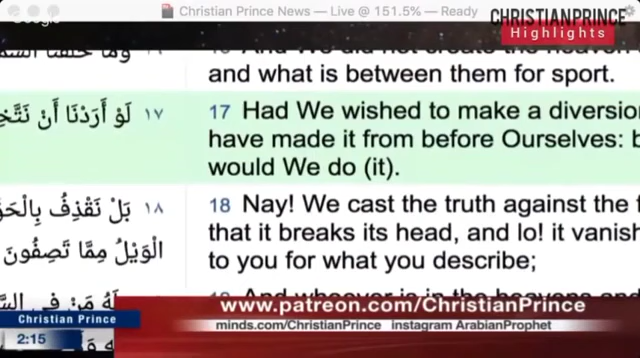 Christian Prince News — Live @ 151.5% — Ready
CHRISTIANPRINCE
Highlights
and what is between them for sport.
١٧ لَوْ أَرَدْنَا أَنْ
17 Had We wished to make a diversion
have made it from before Ourselves:
would We do (it).
١٨ بَلْ نَقْذِفُ
18 Nay! We cast the truth against the
that it breaks its head, and lo! it
to you for what you describe;
الْوَيْلُ مِمَّا تَصِفُونَ
www.patreon.com/ChristianPrince
minds.com/ChristianPrince instagram ArabianProphet
Christian Prince
2:15